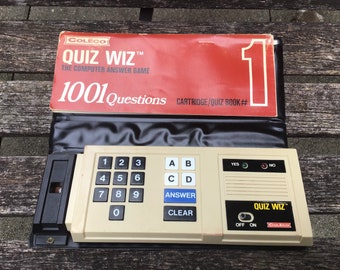 COLECO
QUIZ WIZ™
THE COMPUTER ANSWER GAME
1001 Questions
CARTRIDGE/QUIZ BOOK #
1
1 2 3 A B
4 5 6 C D
7 8 9 ANSWER
0 CLEAR
YES NO
QUIZ WIZ™
OFF ON COLECO